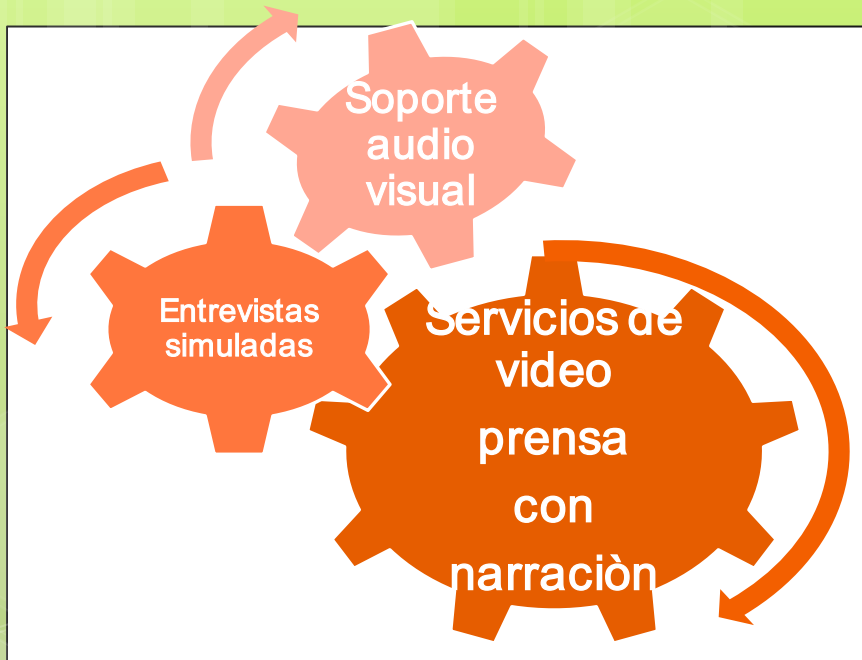 Soporte
audio
visual
Entrevistas
simuladas
Servicios de
video
prensa
con
narraciòn